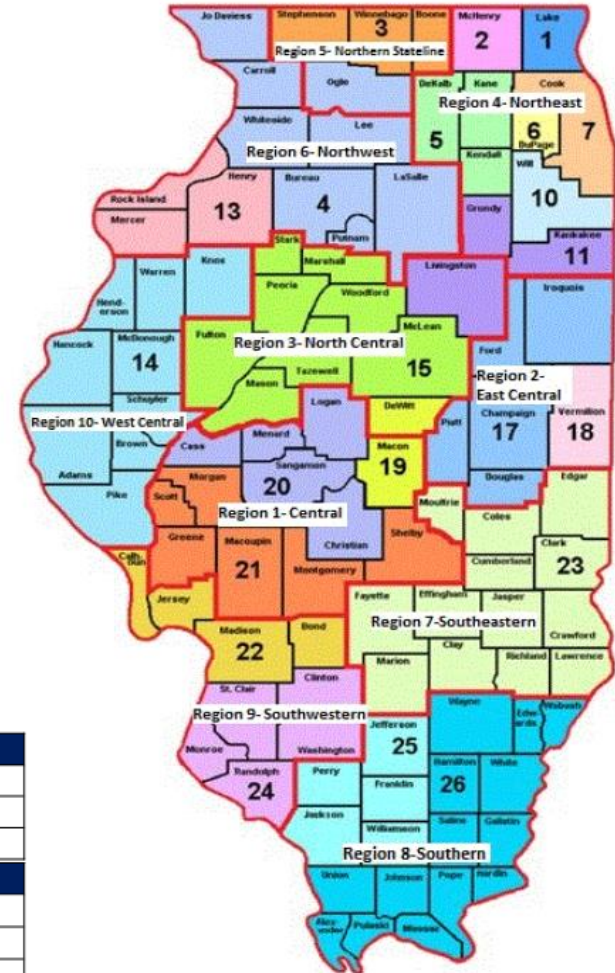 Jo Daviess
Stephenson
Winnebago
Boone
McHenry
Lake
3
2
1
Region 5- Northern Stateline
Carroll
Ogle
DeKalb
Kane
Cook
Region 4- Northeast
Whiteside
Lee
5
6
7
DuPage
Region 6- Northwest
Kendall
Will
Rock Island
Henry
Bureau
LaSalle
10
Mercer
13
4
Grundy
Putnam
Kankakee
11
Stark
Marshall
Knox
Warren
Livingston
Peoria
Woodford
Iroquois
Hend-
erson
Hancock
McDonough
Fulton
McLean
Region 3- North Central
Ford
14
Tazewell
15
Mason
Region 2-
East Central
Schuyler
Logan
DeWitt
Region 10- West Central
Piatt
Champaign
Vermilion
17
18
Brown
Cass
Menard
Macon
Adams
Sangamon
19
Pike
Morgan
20
Douglas
Edgar
Scott
Moultrie
Region 1- Central
Coles
Greene
Macoupin
Christian
Shelby
Clark
Calh-
oun
21
Montgomery
Cumberland
23
Jersey
Fayette
Effingham
Jasper
Region 7-Southeastern
Madison
Bond
Crawford
22
Clay
Marion
Richland
Lawrence
Clinton
St. Clair
Wayne
Edw-
ards
Wabash
Region 9- Southwestern
Jefferson
Monroe
Washington
25
Randolph
Perry
Hamilton
White
24
Franklin
26
Jackson
Saline
Gallatin
Williamson
Region 8-Southern
Union
Johnson
Pope
Hardin
Alex-
ander
Pulaski
Massac